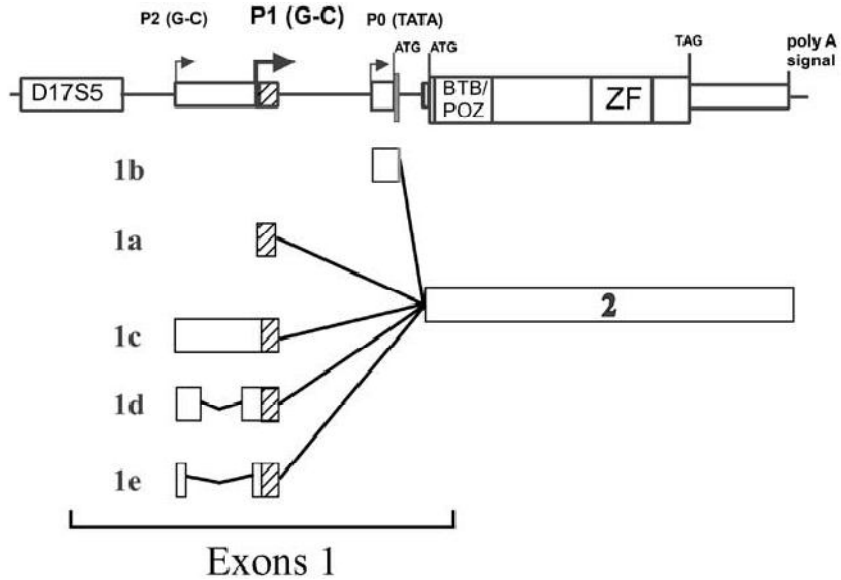 P2 (G-C) P1 (G-C) P0 (TATA)
ATG ATG TAG poly A signal
D17S5 BTB/POZ ZF
1b
1a
2
1c
1d
1e
Exons 1